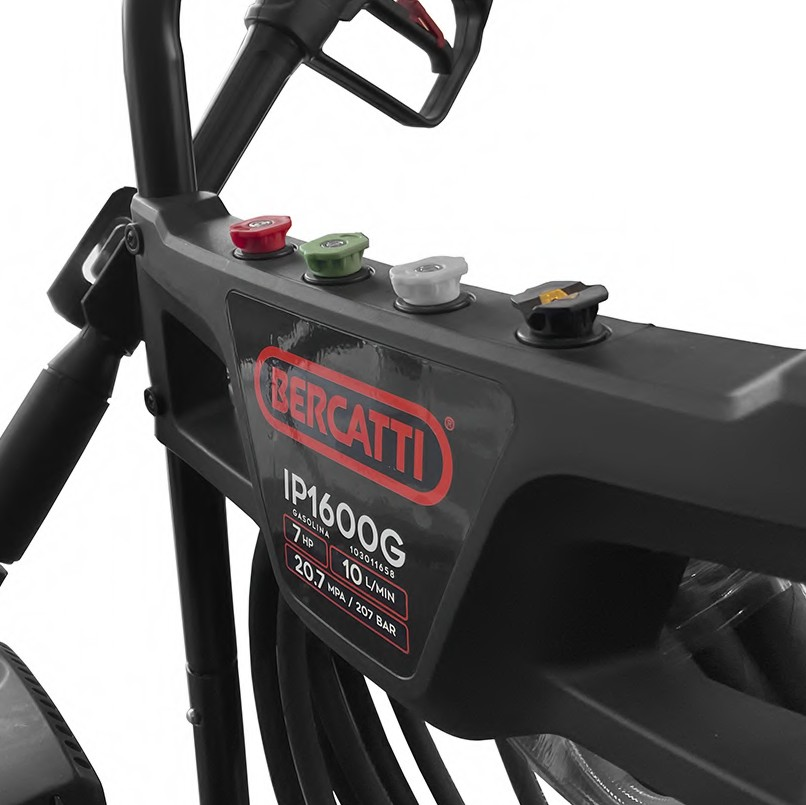 BERCATTI®
IP1600G
GASOLINA 103011658
7 HP 10 L/MIN
20.7 MPA / 207 BAR